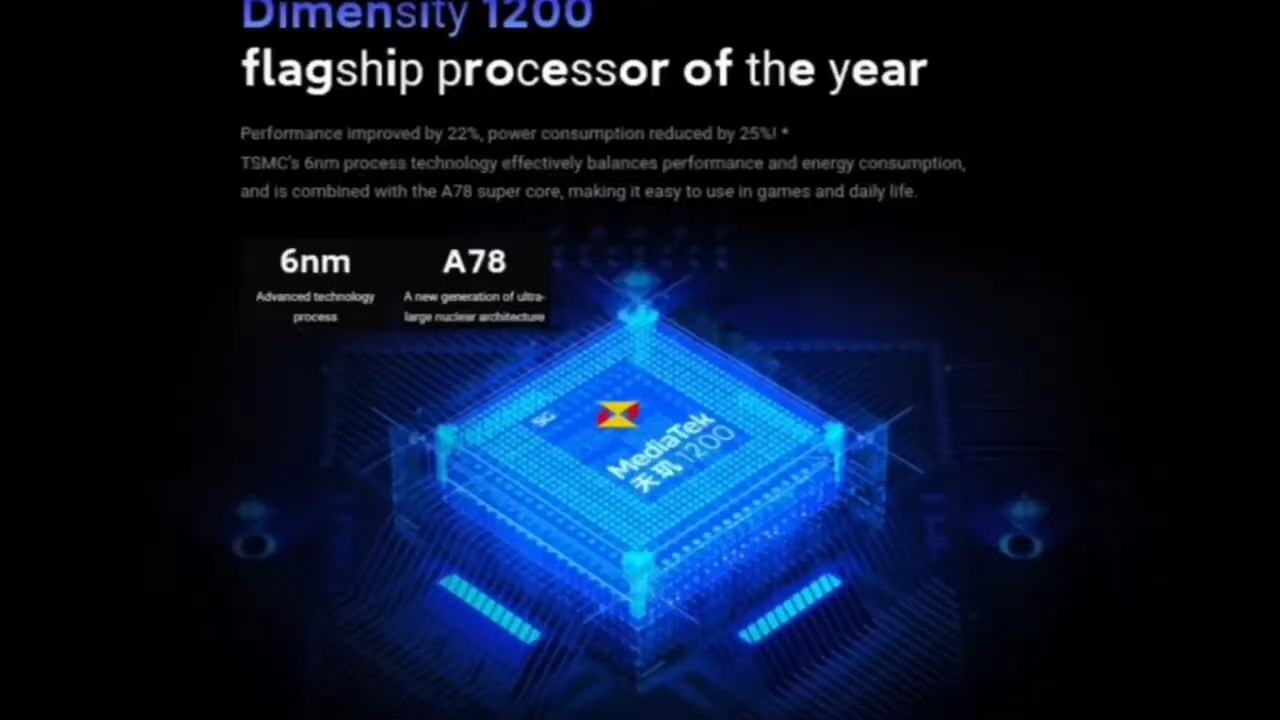 Dimensity 1200
flagship processor of the year
Performance improved by 22%, power consumption reduced by 25%! *
TSMC's 6nm process technology effectively balances performance and energy consumption,
and is combined with the A78 super core, making it easy to use in games and daily life.
6nm
Advanced technology
process
A78
A new generation of ultra-
large nuclear architecture
5G
MediaTek
天玑 1200